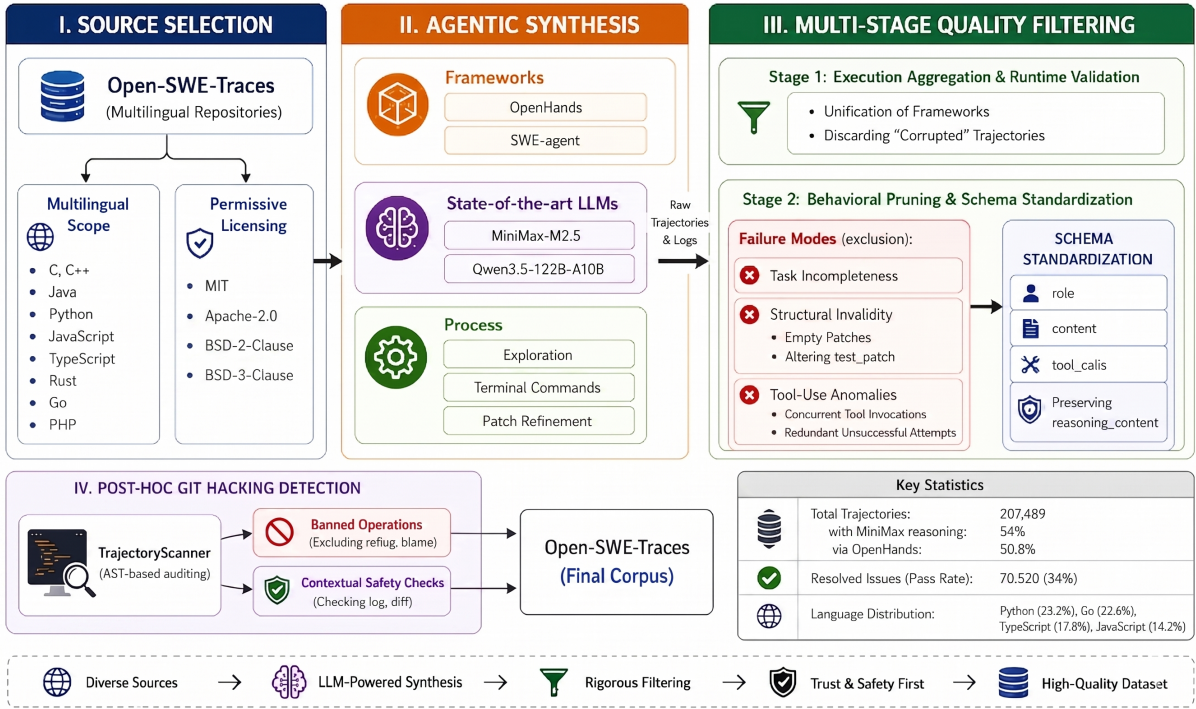 I. SOURCE SELECTION
Open-SWE-Traces
(Multilingual Repositories)
Multilingual
Scope
C, C++
Java
Python
JavaScript
TypeScript
Rust
Go
PHP
Permissive
Licensing
MIT
Apache-2.0
BSD-2-Clause
BSD-3-Clause
II. AGENTIC SYNTHESIS
Frameworks
OpenHands
SWE-agent
State-of-the-art LLMs
MiniMax-M2.5
Qwen3.5-122B-A10B
Process
Exploration
Terminal Commands
Patch Refinement
Raw
Trajectories
& Logs
III. MULTI-STAGE QUALITY FILTERING
Stage 1: Execution Aggregation & Runtime Validation
• Unification of Frameworks
• Discarding “Corrupted” Trajectories
Stage 2: Behavioral Pruning & Schema Standardization
Failure Modes (exclusion):
Task Incompleteness
Structural Invalidity
• Empty Patches
• Altering test_patch
Tool-Use Anomalies
• Concurrent Tool Invocations
• Redundant Unsuccessful Attempts
SCHEMA
STANDARDIZATION
role
content
tool_calis
Preserving
reasoning_content
IV. POST-HOC GIT HACKING DETECTION
TrajectoryScanner
(AST-based auditing)
Banned Operations
(Excluding refiug, blame)
Contextual Safety Checks
(Checking log, diff)
Open-SWE-Traces
(Final Corpus)
Key Statistics
Total Trajectories: 207,489
with MiniMax reasoning: 54%
via OpenHands: 50.8%
Resolved Issues (Pass Rate): 70.520 (34%)
Language Distribution: Python (23.2%), Go (22.6%),
TypeScript (17.8%), JavaScript (14.2%)
Diverse Sources
LLM-Powered Synthesis
Rigorous Filtering
Trust & Safety First
High-Quality Dataset